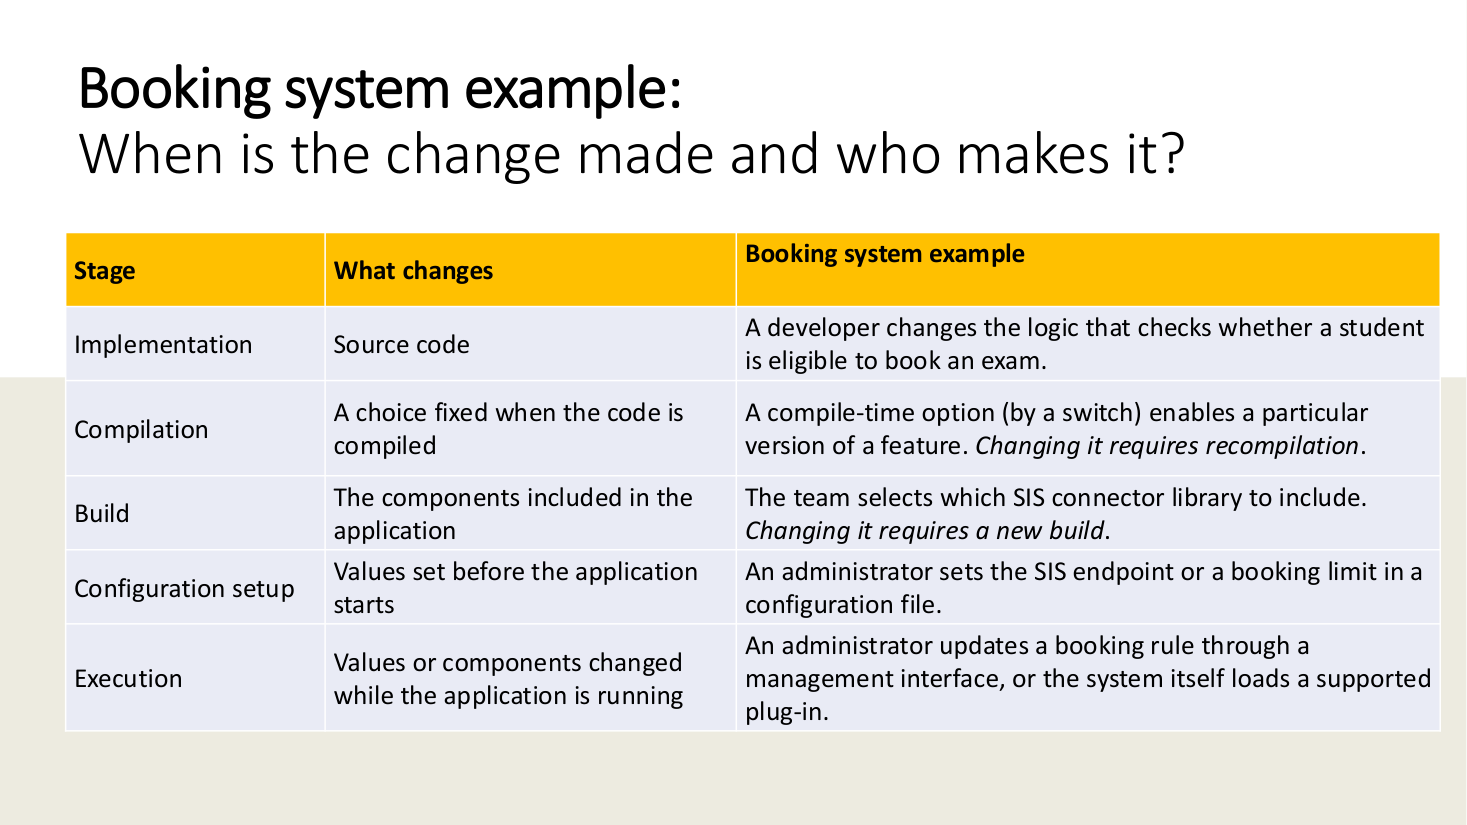 Booking system example:
When is the change made and who makes it?
Stage
What changes
Booking system example
Implementation
Source code
A developer changes the logic that checks whether a student
is eligible to book an exam.
Compilation
A choice fixed when the code is
compiled
A compile-time option (by a switch) enables a particular
version of a feature. Changing it requires recompilation.
Build
The components included in the
application
The team selects which SIS connector library to include.
Changing it requires a new build.
Configuration setup
Values set before the application
starts
An administrator sets the SIS endpoint or a booking limit in a
configuration file.
Execution
Values or components changed
while the application is running
An administrator updates a booking rule through a
management interface, or the system itself loads a supported
plug-in.